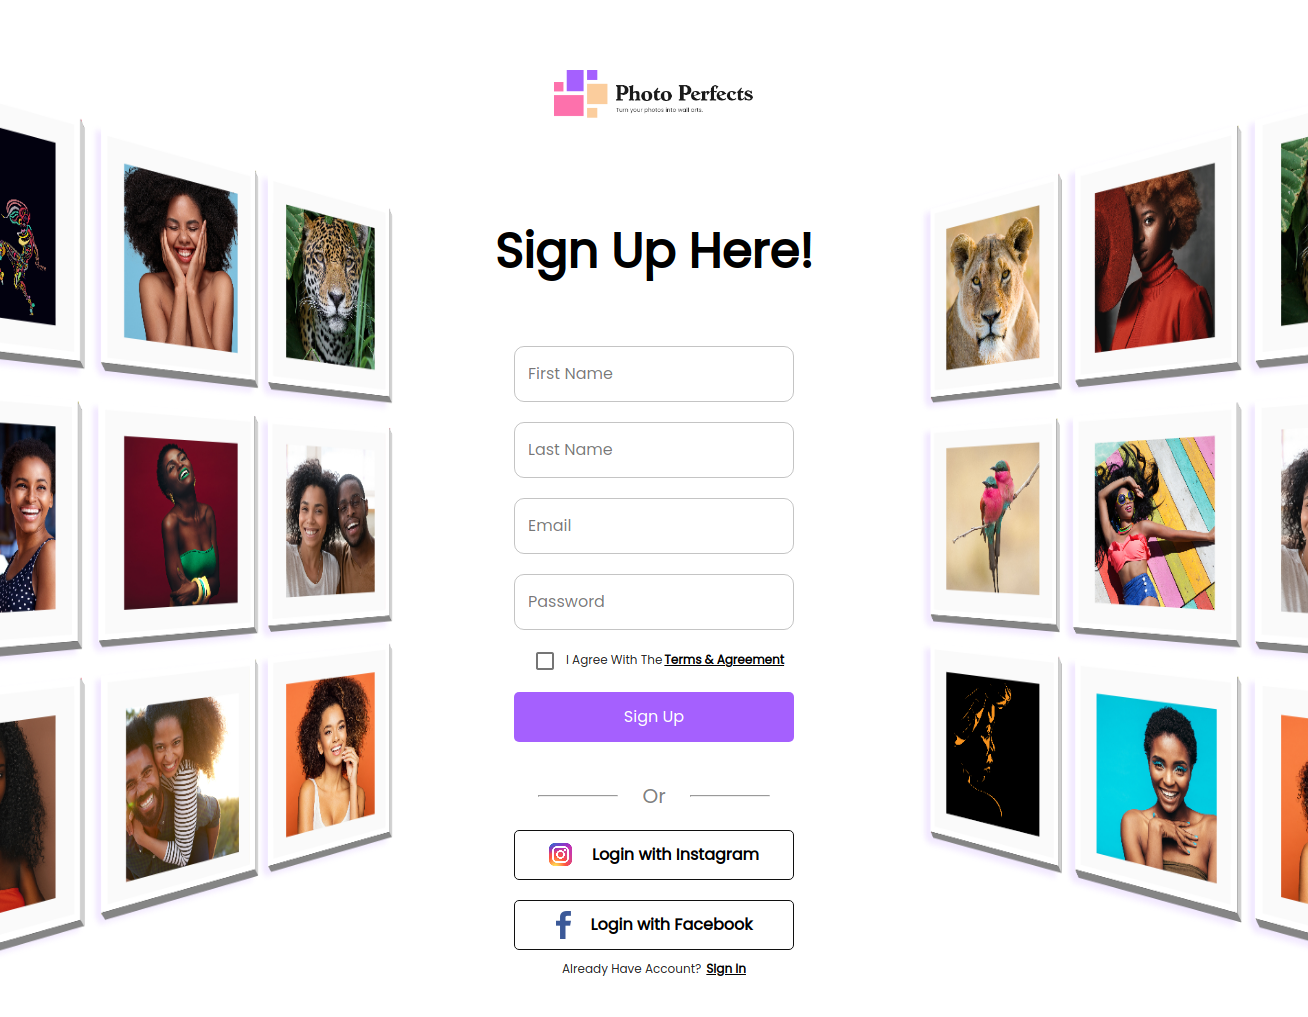 Photo Perfects
Turn your photos into wall arts.
Sign Up Here!
First Name
Last Name
Email
Password
I Agree With The Terms & Agreement
Sign Up
Or
Login with Instagram
Login with Facebook
Already Have Account? Sign In